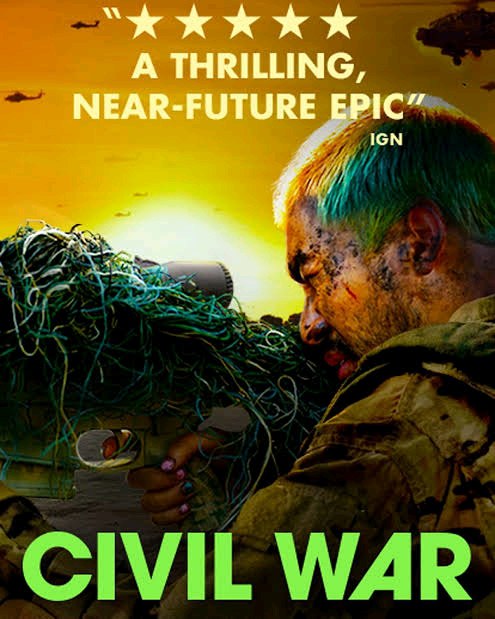 “★★★★★
A THRILLING,
NEAR-FUTURE EPIC”
IGN
CIVIL WAR